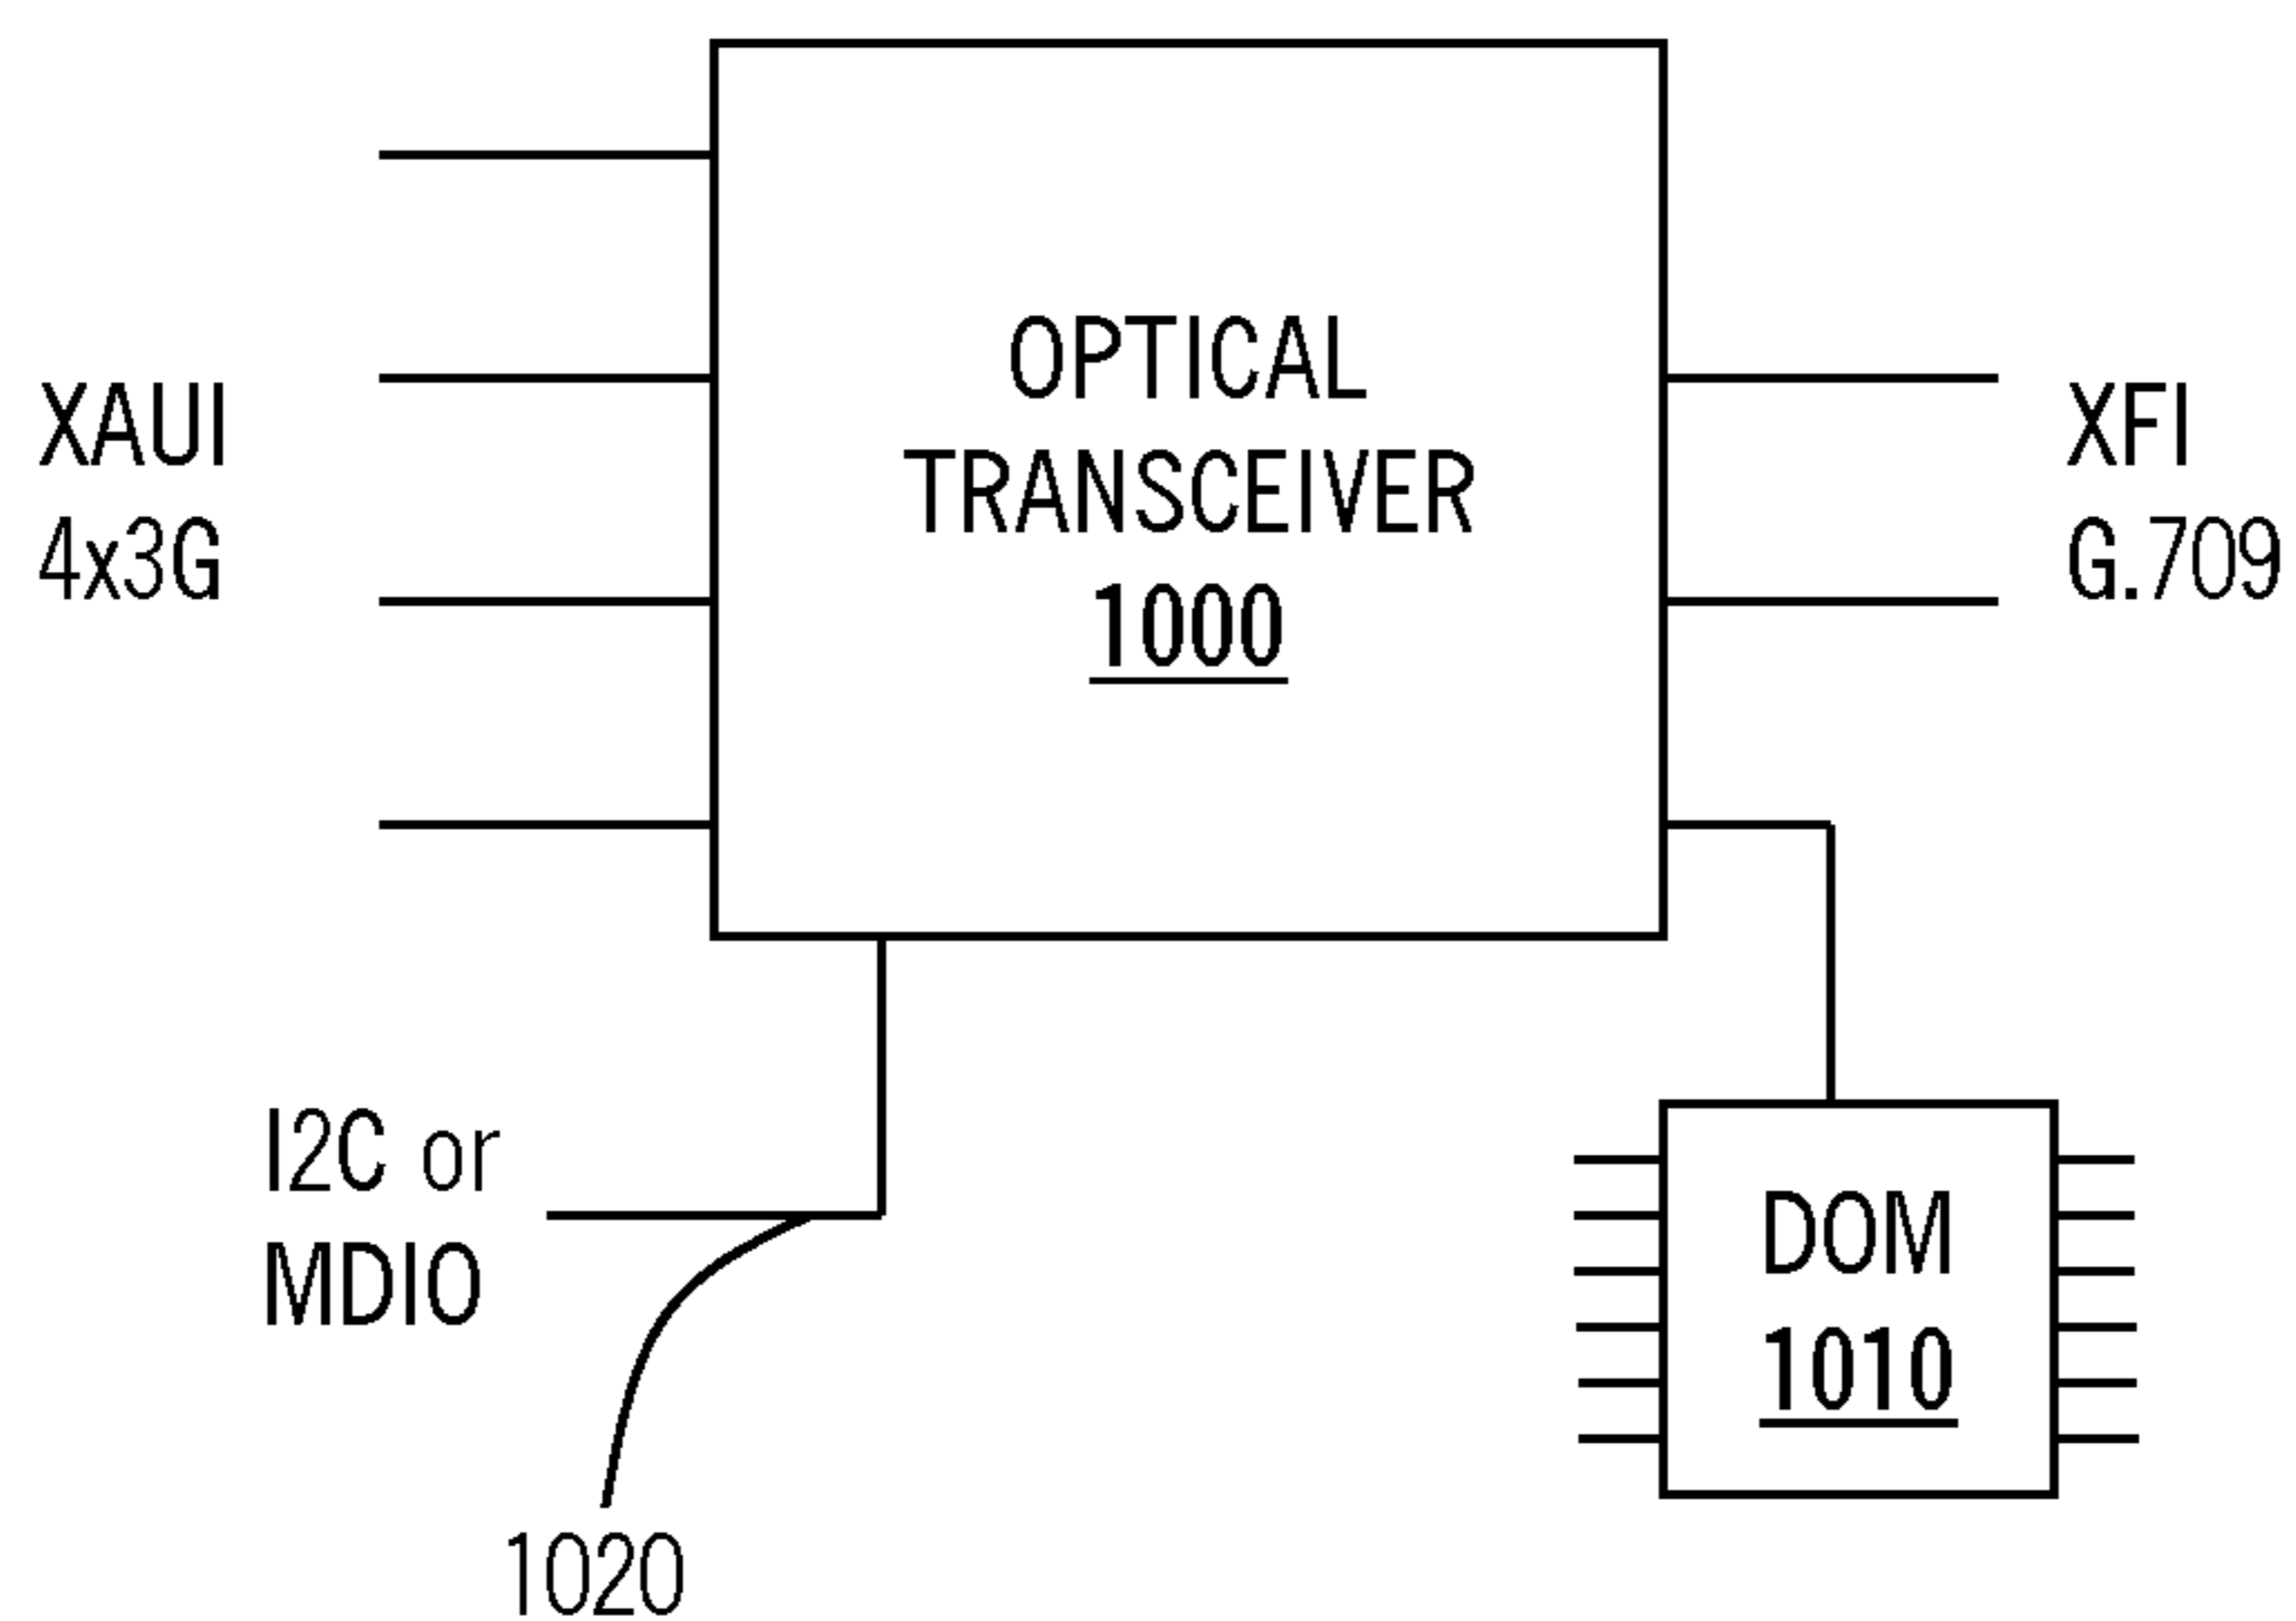 OPTICAL
TRANSCEIVER
1000
XAUI
4x3G
XFI
G.709
I2C or
MDIO
DOM
1010
1020